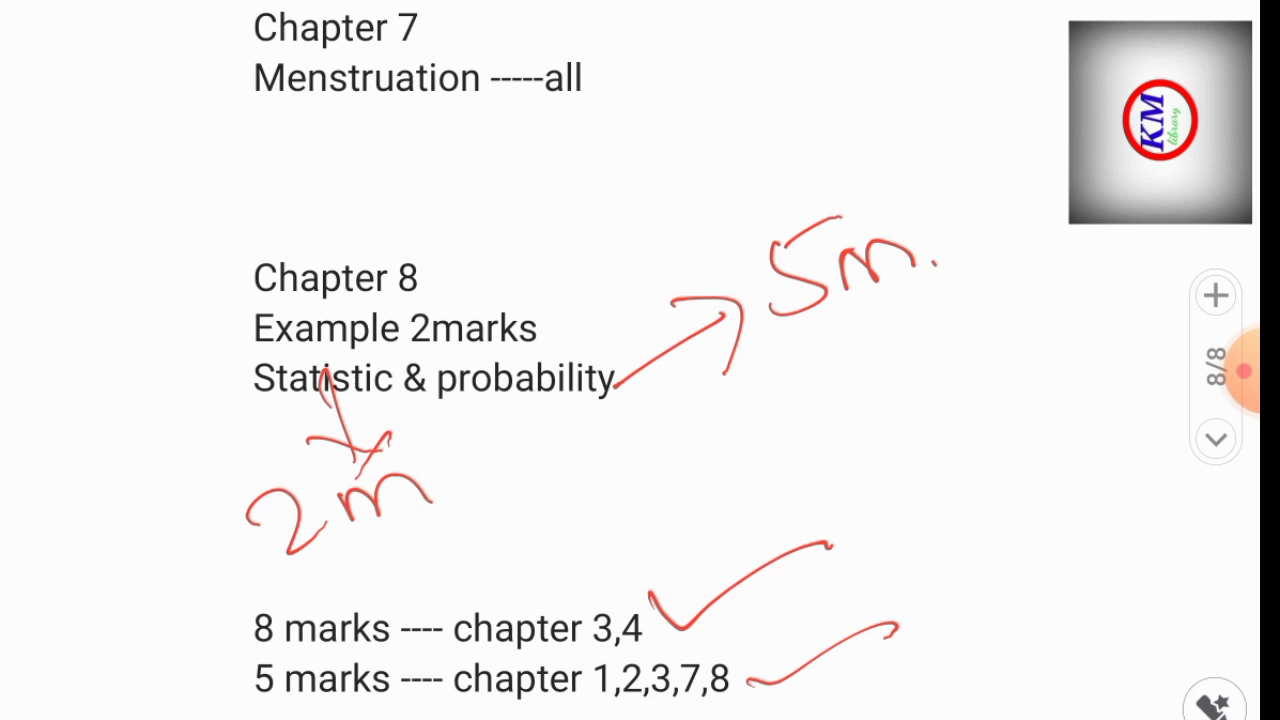 Chapter 7
Menstruation -----all
KM
library
Chapter 8
Example 2marks
Statistic & probability
5m.
2m
8 marks ---- chapter 3,4
5 marks ---- chapter 1,2,3,7,8
8/8